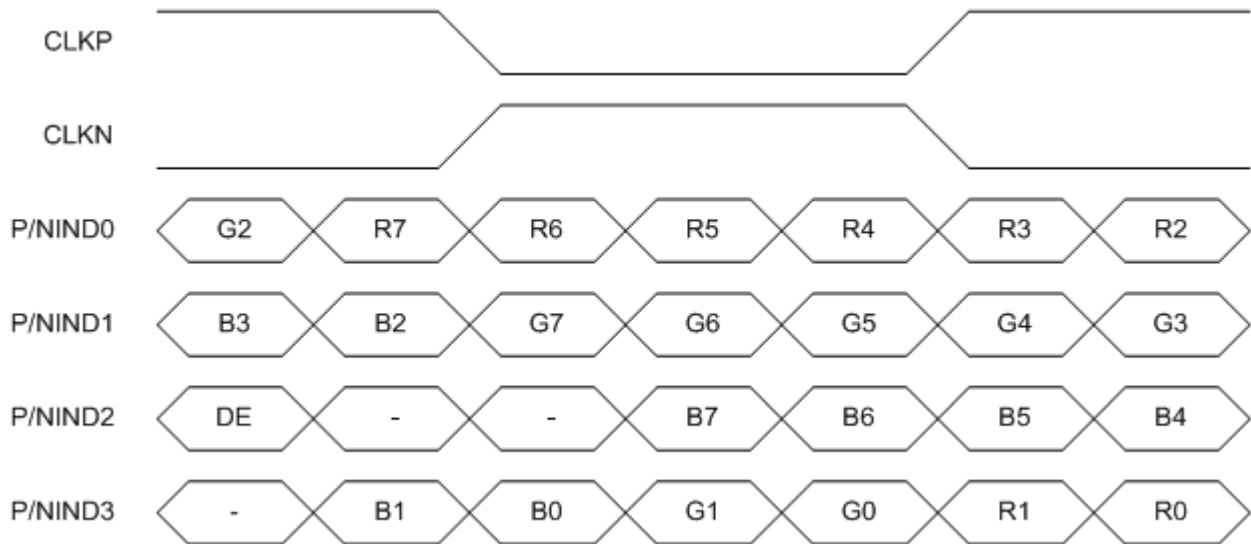 CLKP
CLKN
P/NIND0 G2 R7 R6 R5 R4 R3 R2
P/NIND1 B3 B2 G7 G6 G5 G4 G3
P/NIND2 DE - - B7 B6 B5 B4
P/NIND3 - B1 B0 G1 G0 R1 R0